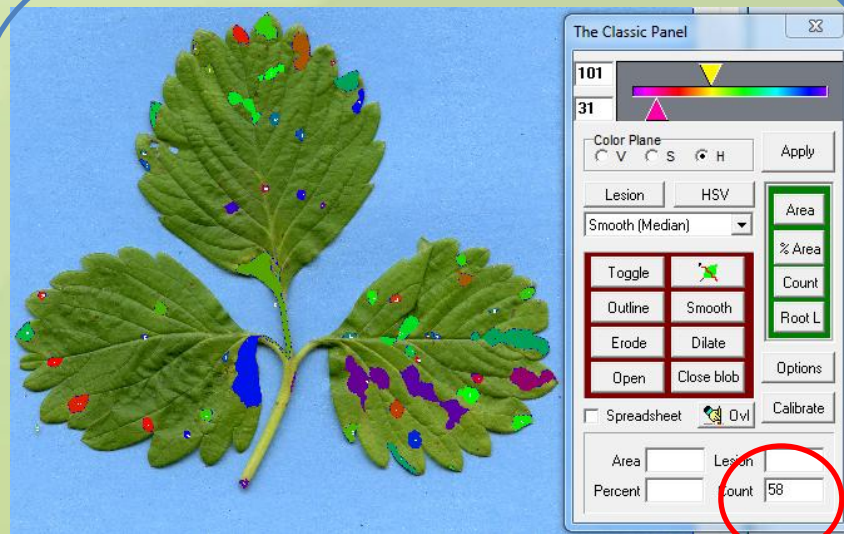 The Classic Panel
101
31
Color Plane
V S H
Apply
Lesion HSV
Smooth (Median)
Area
% Area
Count
Root L
Toggle
Outline Smooth
Erode Dilate
Open Close blob
Options
Calibrate
Spreadsheet Ovl
Area Lesion
Percent Count 58